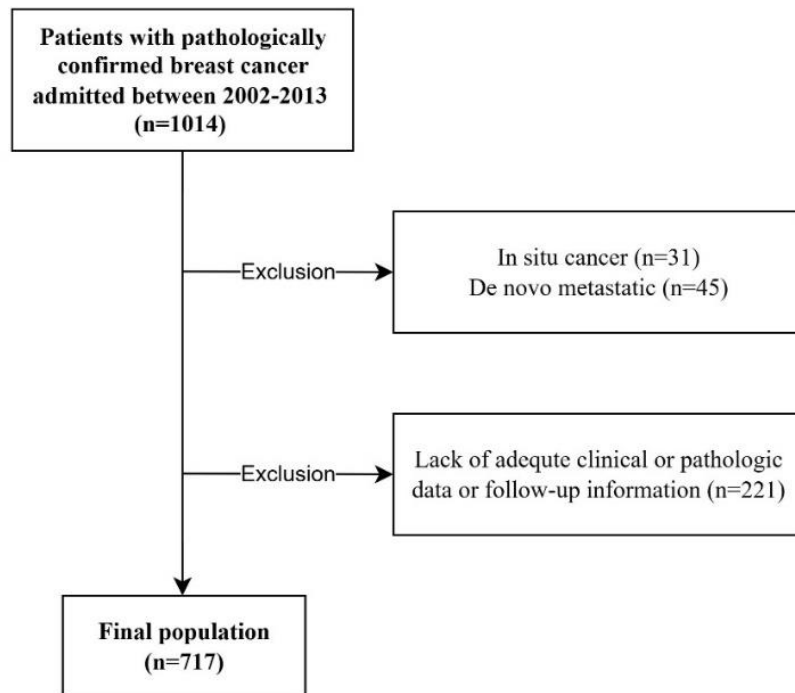 Patients with pathologically
confirmed breast cancer
admitted between 2002-2013
(n=1014)
Exclusion
In situ cancer (n=31)
De novo metastatic (n=45)
Exclusion
Lack of adequte clinical or pathologic
data or follow-up information (n=221)
Final population
(n=717)